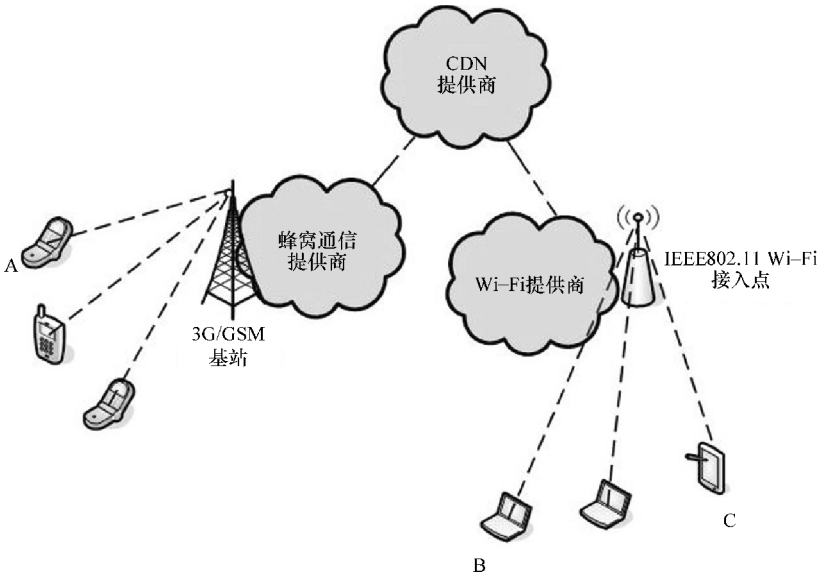 CDN
提供商
蜂窝通信
提供商
A
IEEE802.11 Wi–Fi
接入点
Wi–Fi提供商
3G/GSM
基站
B
C